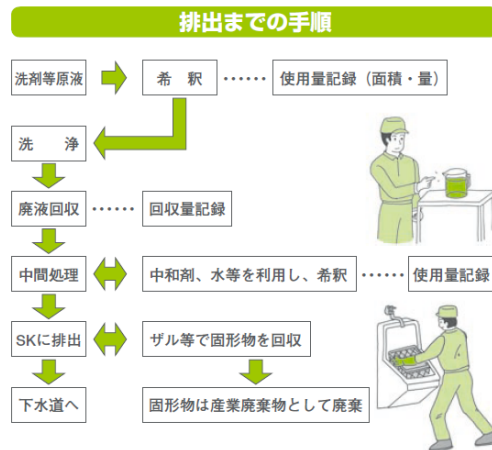 排出までの手順
洗剤等原液
希　釈 ‥‥‥ 使用量記録（面積・量）
洗　浄
廃液回収 ‥‥‥ 回収量記録
中間処理
中和剤、水等を利用し、希釈 ‥‥‥ 使用量記録
SKに排出
ザル等で固形物を回収
下水道へ
固形物は産業廃棄物として廃棄